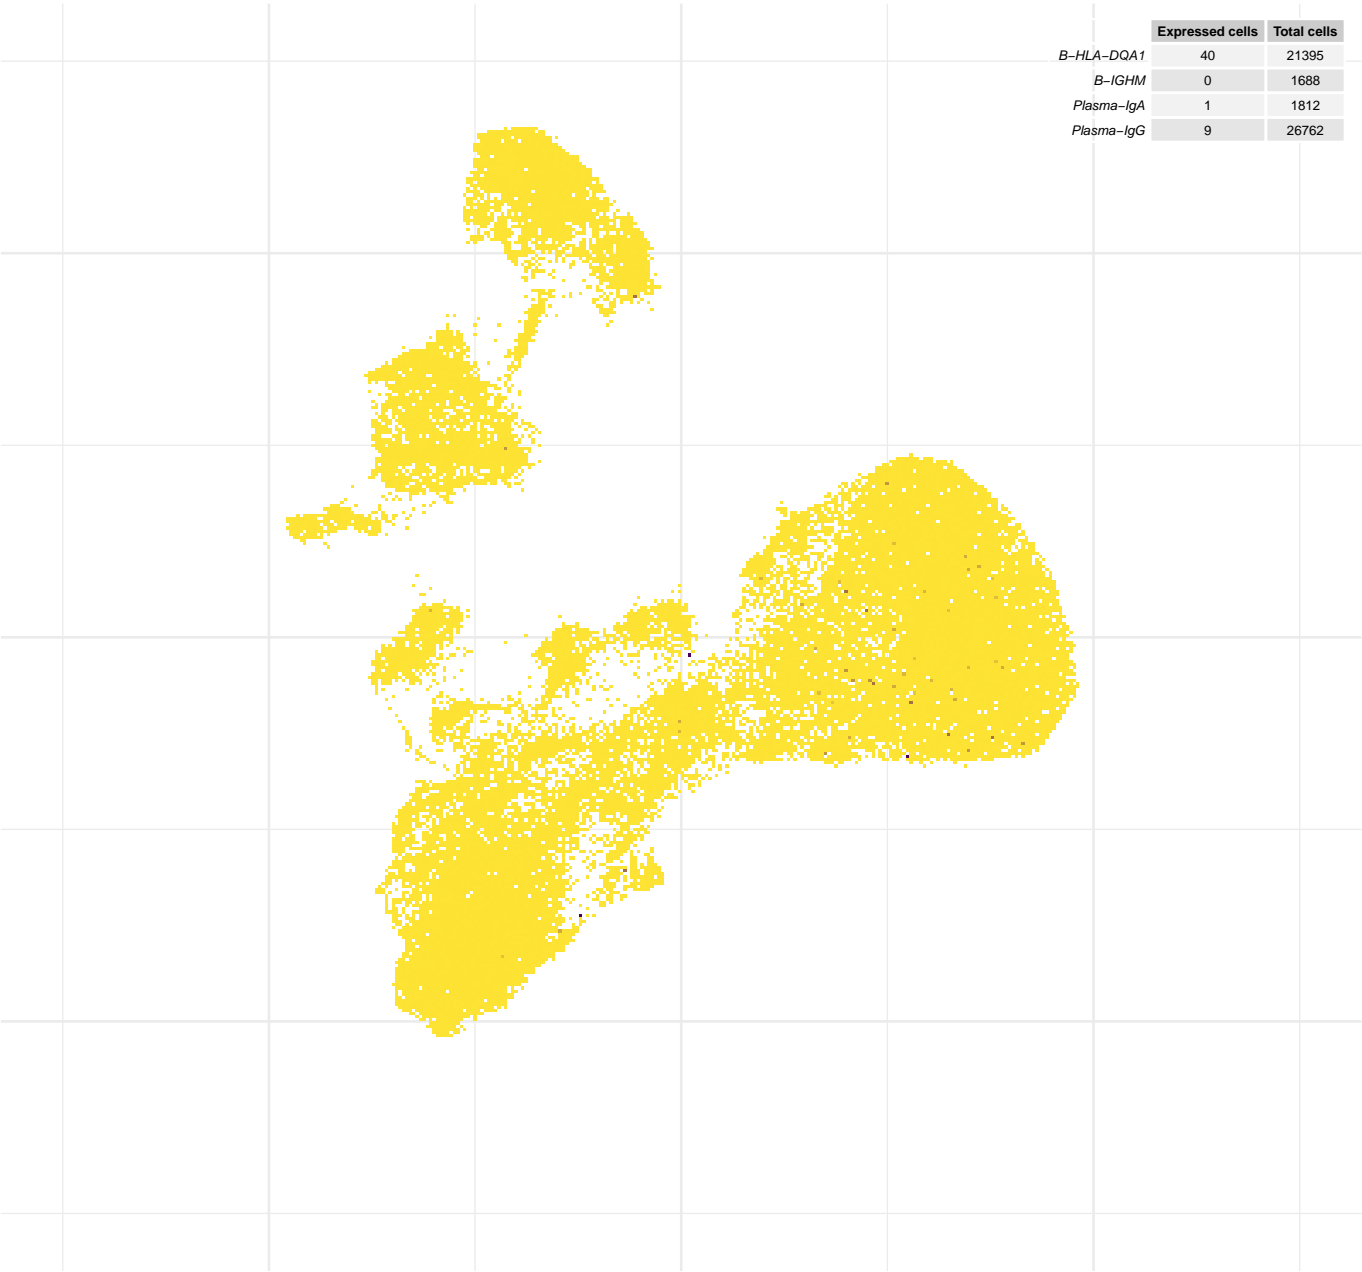 Expressed cells Total cells
B−HLA−DQA1 40 21395
B−IGHM 0 1688
Plasma−IgA 1 1812
Plasma−IgG 9 26762